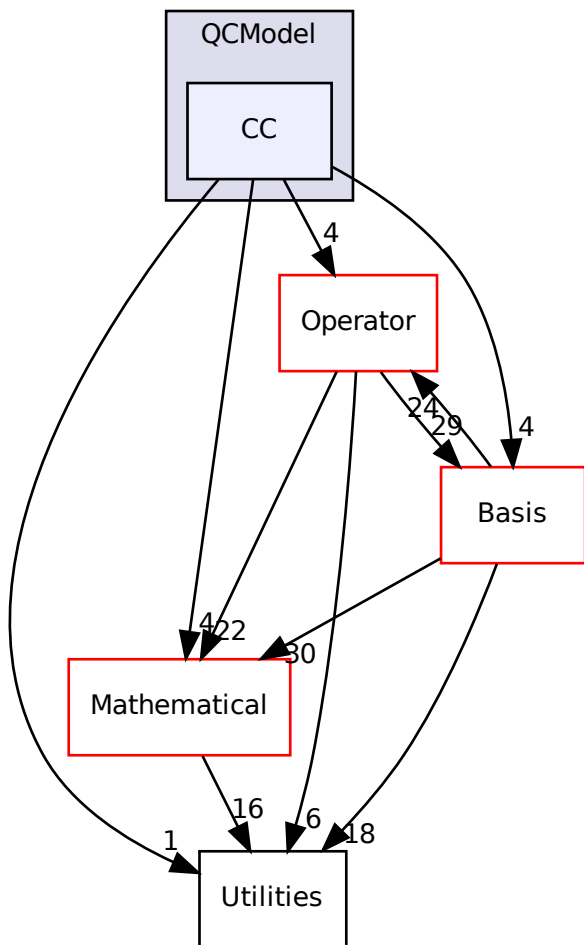 QCModel
CC
4
Operator
24
29
4
Basis
4
22
30
Mathematical
16
6
18
1
Utilities